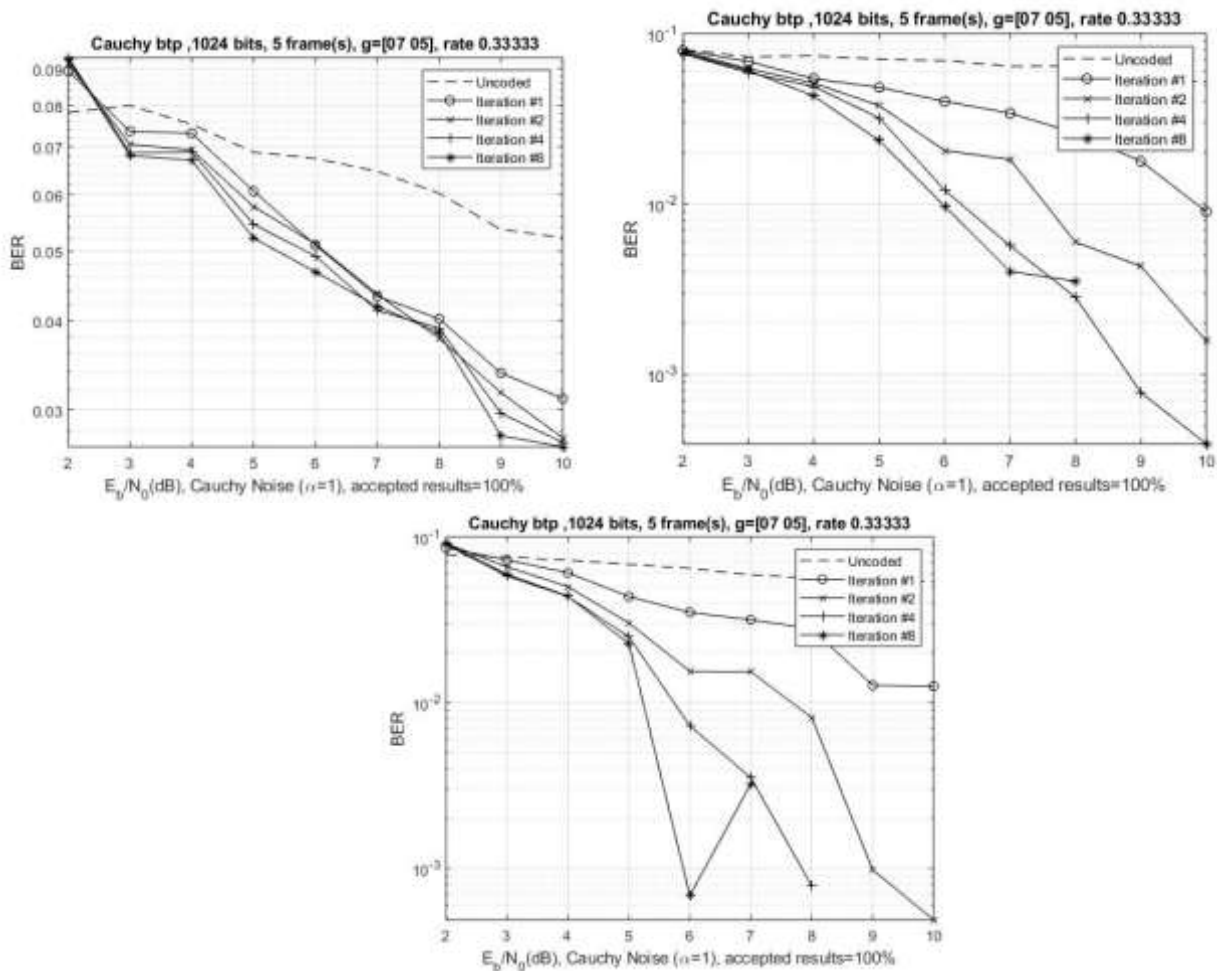 Cauchy btp ,1024 bits, 5 frame(s), g=[07 05], rate 0.33333
0.09
0.08
0.07
0.06
0.05
0.04
0.03
BER
Uncoded
Iteration #1
Iteration #2
Iteration #4
Iteration #8
2 3 4 5 6 7 8 9 10
E_b/N_0(dB), Cauchy Noise (α=1), accepted results=100%
Cauchy btp ,1024 bits, 5 frame(s), g=[07 05], rate 0.33333
10^-1
10^-2
10^-3
BER
Uncoded
Iteration #1
Iteration #2
Iteration #4
Iteration #8
2 3 4 5 6 7 8 9 10
E_b/N_0(dB), Cauchy Noise (α=1), accepted results=100%
Cauchy btp ,1024 bits, 5 frame(s), g=[07 05], rate 0.33333
10^-1
10^-2
10^-3
BER
Uncoded
Iteration #1
Iteration #2
Iteration #4
Iteration #8
2 3 4 5 6 7 8 9 10
E_b/N_0(dB), Cauchy Noise (α=1), accepted results=100%